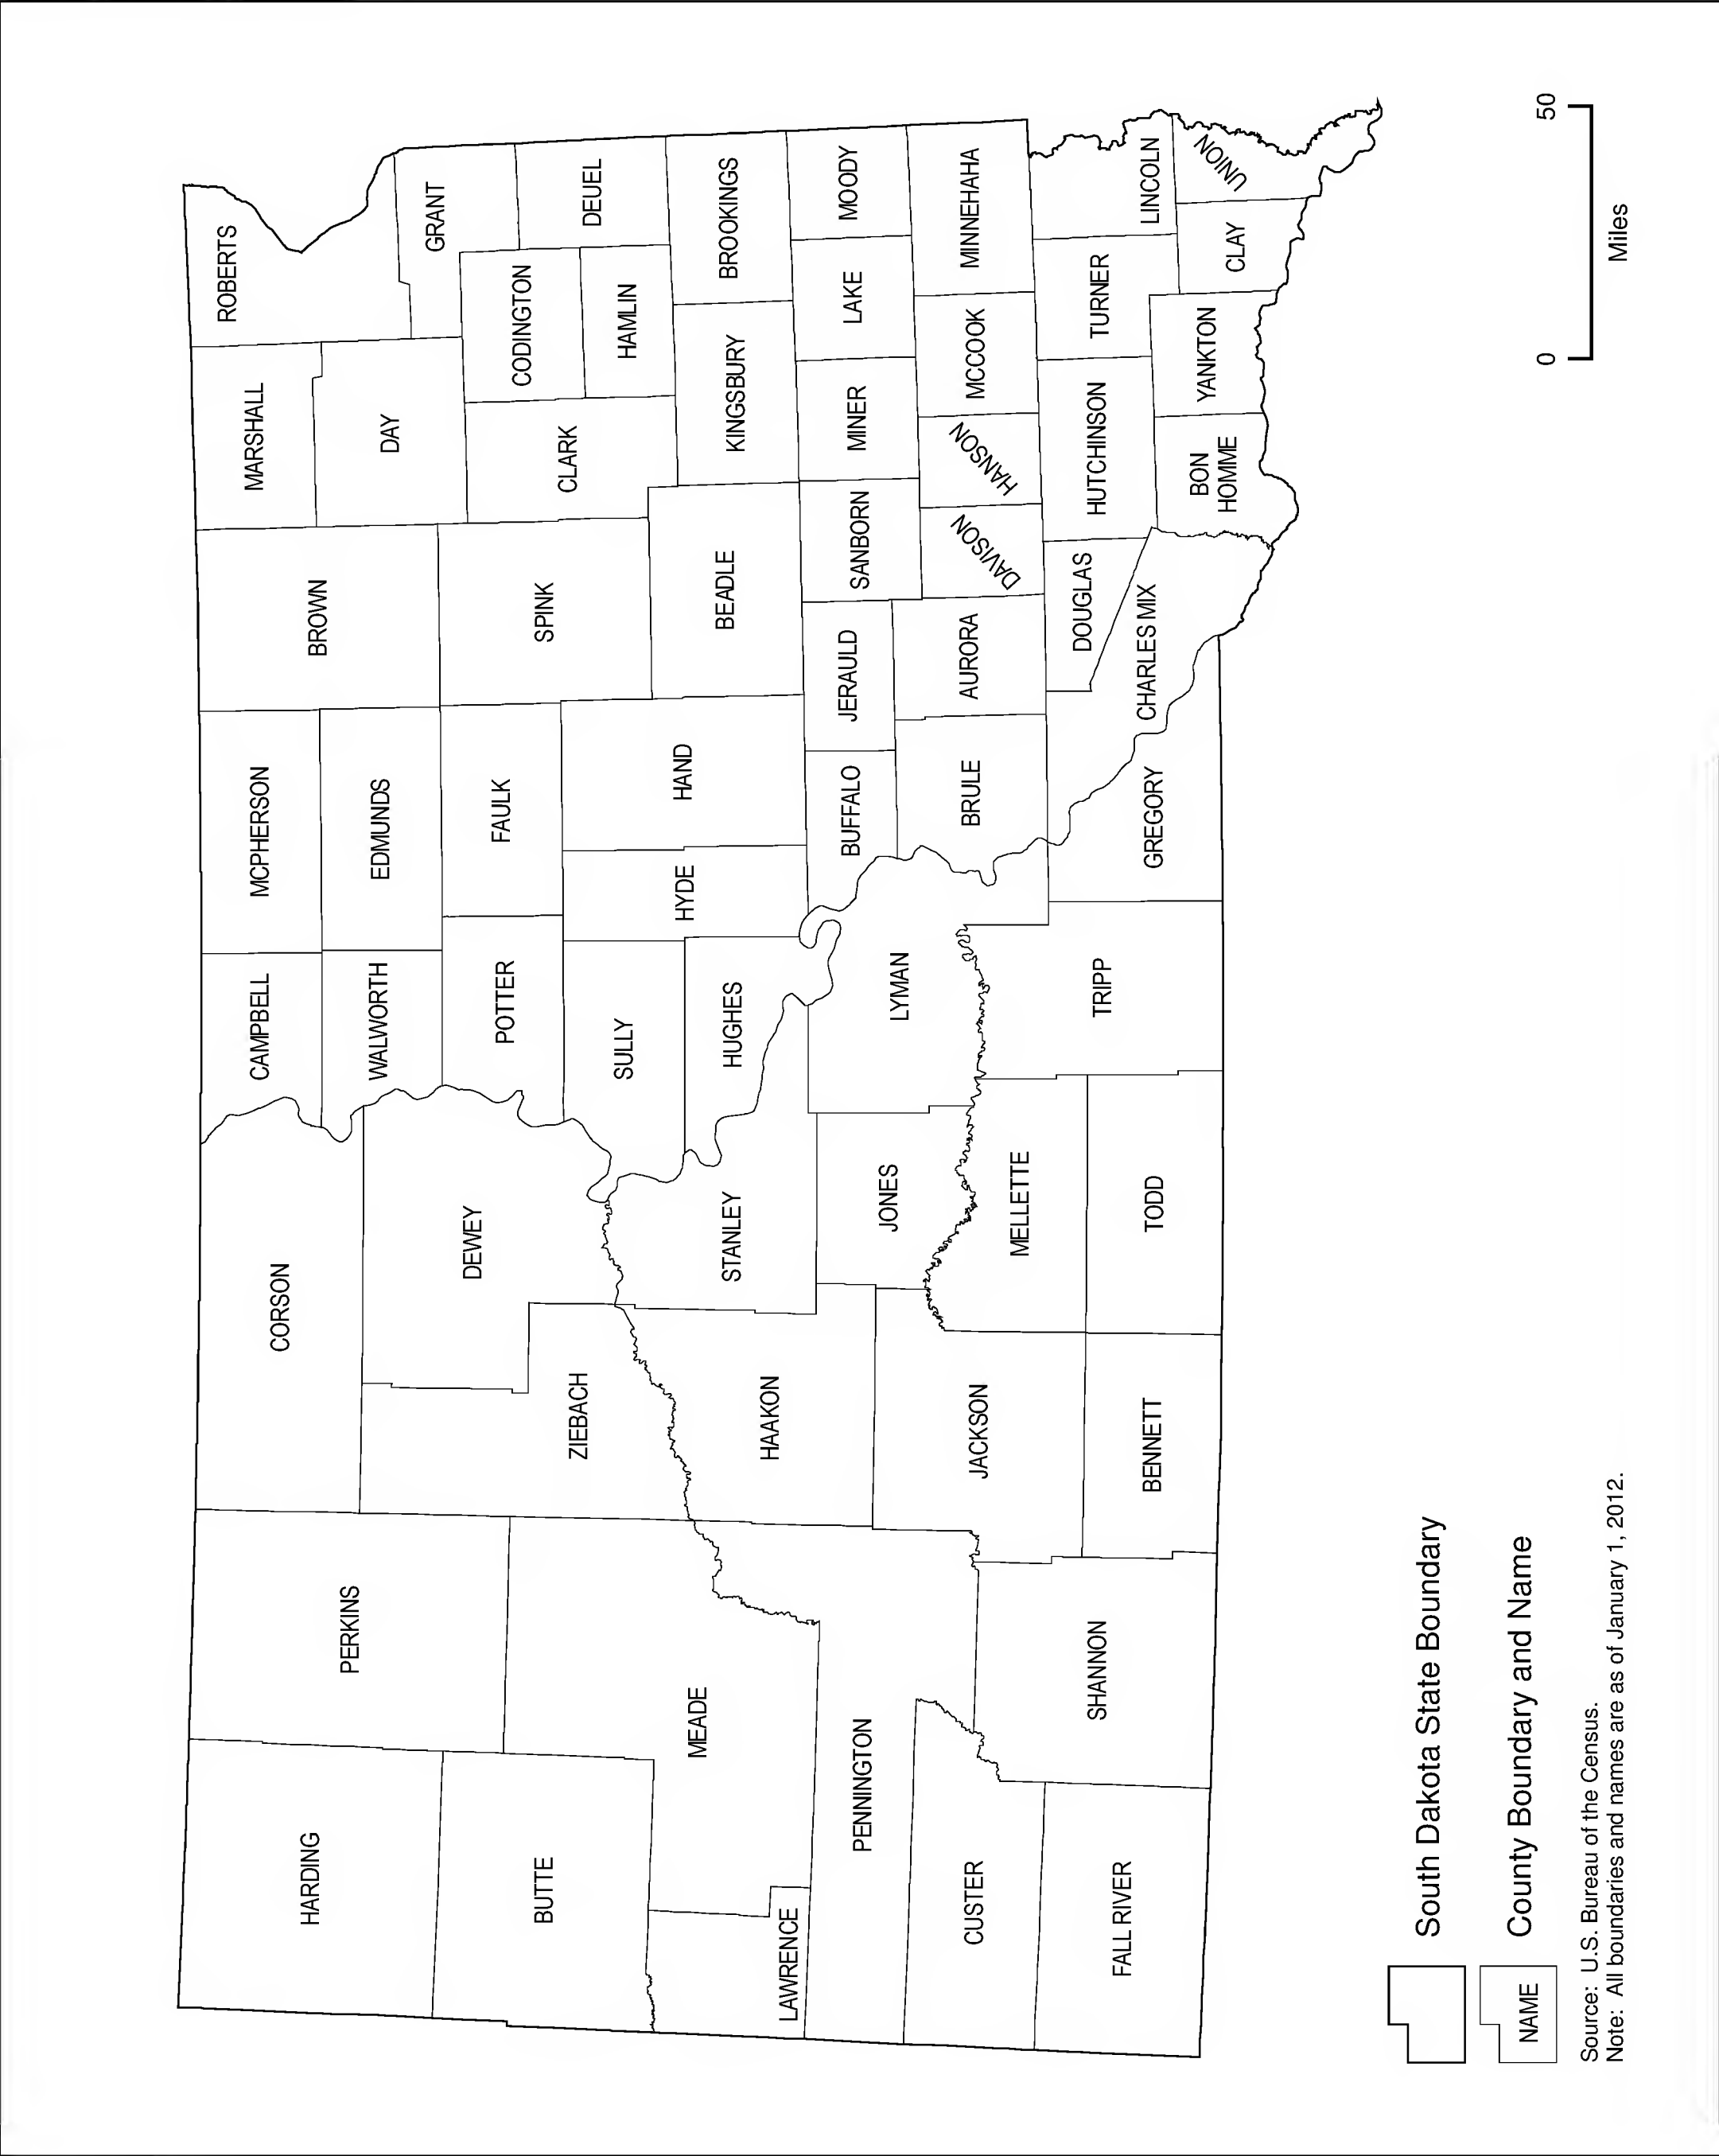 HARDING
PERKINS
CORSON
CAMPBELL
MCPHERSON
BROWN
MARSHALL
ROBERTS
WALWORTH
EDMUNDS
DAY
GRANT
BUTTE
DEWEY
ZIEBACH
POTTER
FAULK
SPINK
CLARK
CODINGTON
DEUEL
HAMLIN
MEADE
SULLY
HYDE
HAND
BEADLE
KINGSBURY
BROOKINGS
LAWRENCE
HAAKON
STANLEY
HUGHES
BUFFALO
JERAULD
SANBORN
MINER
LAKE
MOODY
PENNINGTON
JONES
LYMAN
BRULE
AURORA
DAVISON
HANSON
MCCOOK
MINNEHAHA
CUSTER
JACKSON
MELLETTE
TRIPP
DOUGLAS
HUTCHINSON
TURNER
LINCOLN
FALL RIVER
SHANNON
BENNETT
TODD
GREGORY
CHARLES MIX
BON
HOMME
YANKTON
CLAY
UNION
South Dakota State Boundary
NAME
County Boundary and Name
Source: U.S. Bureau of the Census.
Note: All boundaries and names are as of January 1, 2012.
0 50
Miles